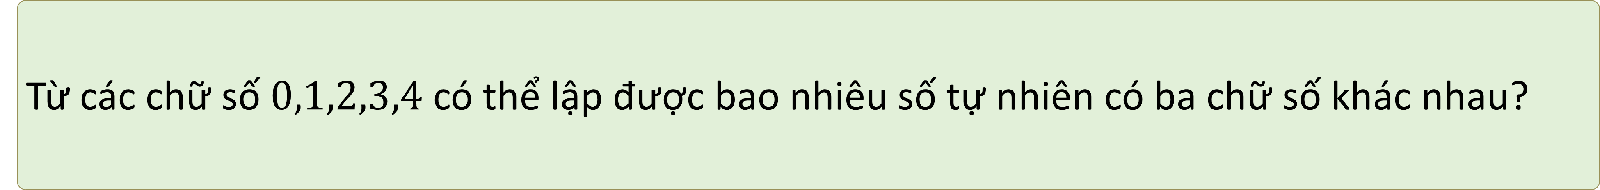 Từ các chữ số 0,1,2,3,4 có thể lập được bao nhiêu số tự nhiên có ba chữ số khác nhau?